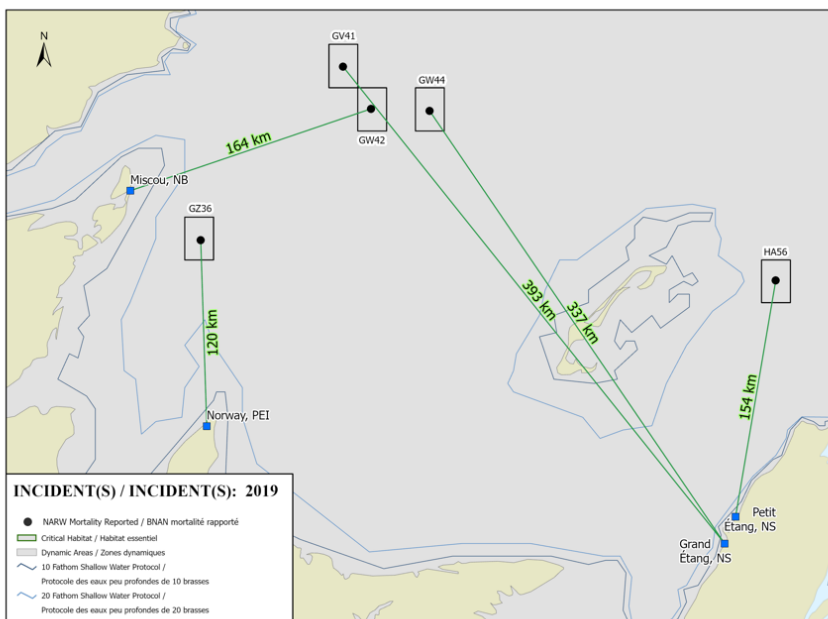 N
GV41
GW44
GW42
164 km
Miscou, NB
GZ36
HA56
393 km
337 km
120 km
154 km
Norway, PEI
Petit
Étang, NS
Grand
Étang, NS
INCIDENT(S) / INCIDENT(S): 2019
NARW Mortality Reported / BNAN mortalité rapporté
Critical Habitat / Habitat essentiel
Dynamic Areas / Zones dynamiques
10 Fathom Shallow Water Protocol /
Protocole des eaux peu profondes de 10 brasses
20 Fathom Shallow Water Protocol /
Protocole des eaux peu profondes de 20 brasses